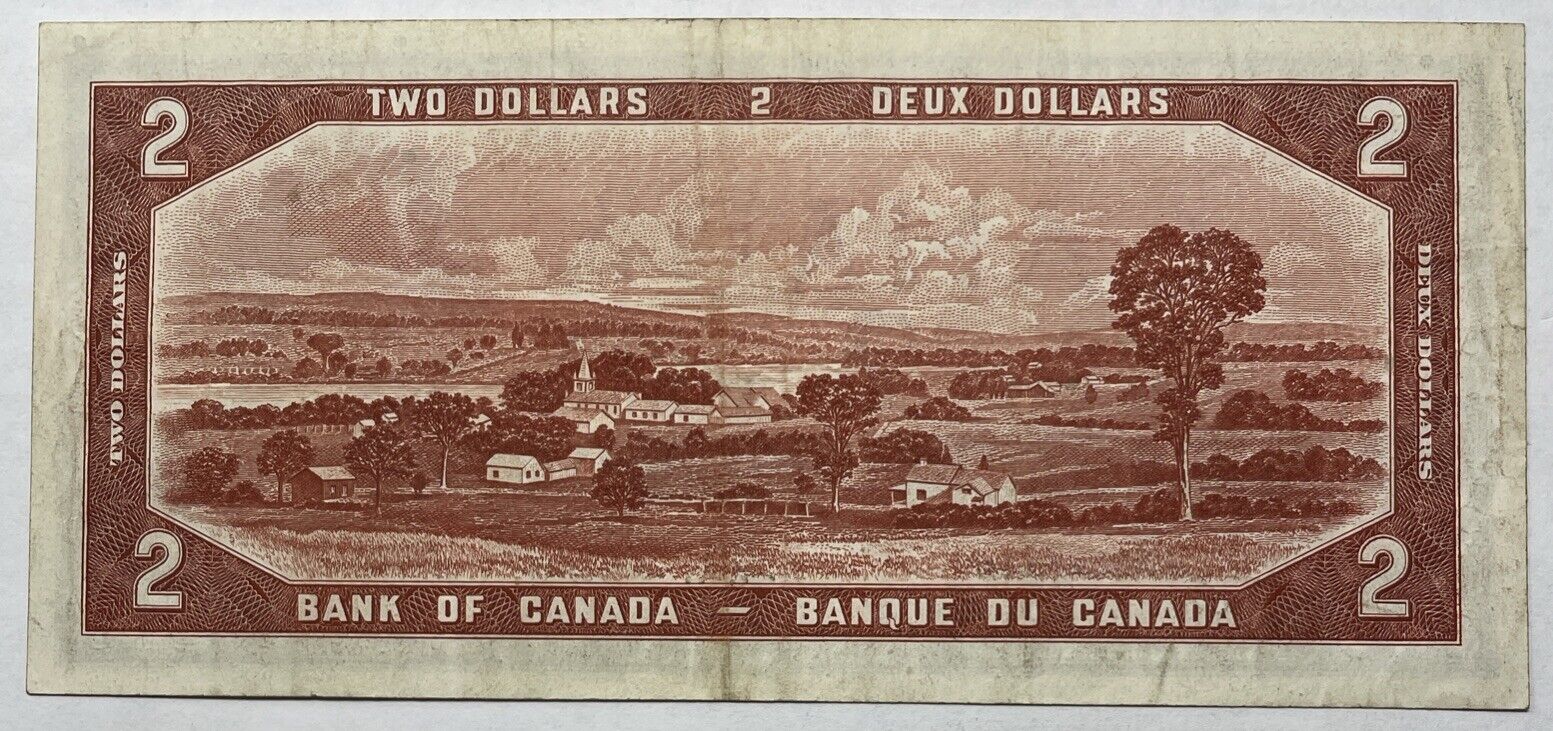 2 TWO DOLLARS 2 DEUX DOLLARS 2
TWO DOLLARS
DEUX DOLLARS
2 BANK OF CANADA – BANQUE DU CANADA 2